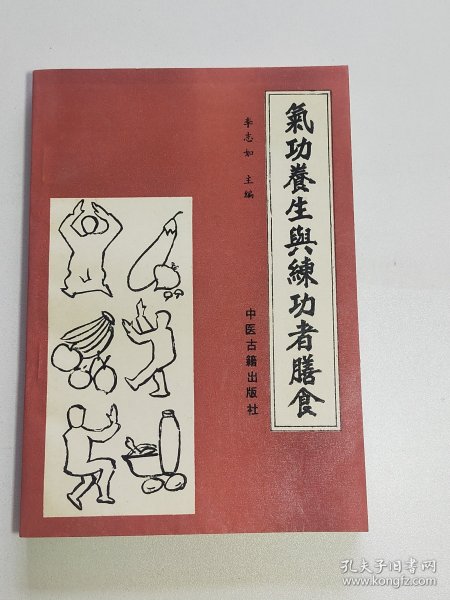 氣功養生與練功者膳食
李志如 主编
中医古籍出版社
孔夫子旧书网
www.kongfz.com